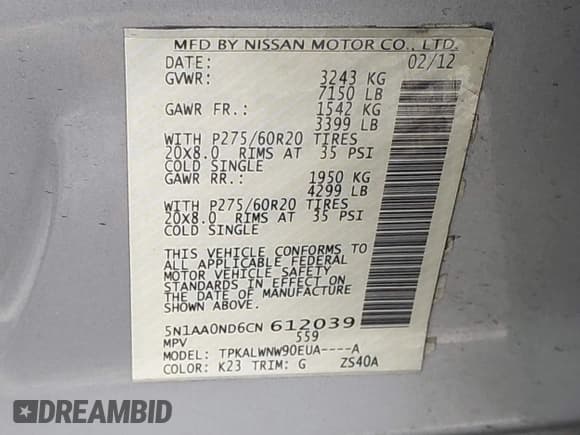 MFD BY NISSAN MOTOR CO., LTD.
DATE: 02/12
GVWR: 3243 KG
7150 LB
GAWR FR.: 1542 KG
3399 LB
WITH P275/60R20 TIRES
20X8.0 RIMS AT 35 PSI
COLD SINGLE
GAWR RR.: 1950 KG
4299 LB
WITH P275/60R20 TIRES
20X8.0 RIMS AT 35 PSI
COLD SINGLE
THIS VEHICLE CONFORMS TO
ALL APPLICABLE FEDERAL
MOTOR VEHICLE SAFETY
STANDARDS IN EFFECT ON
THE DATE OF MANUFACTURE
SHOWN ABOVE.
5N1AA0ND6CN 612039
MPV 559
MODEL: TPKALWNW90EUA----A
COLOR: K23 TRIM: G ZS40A
DREAMBID